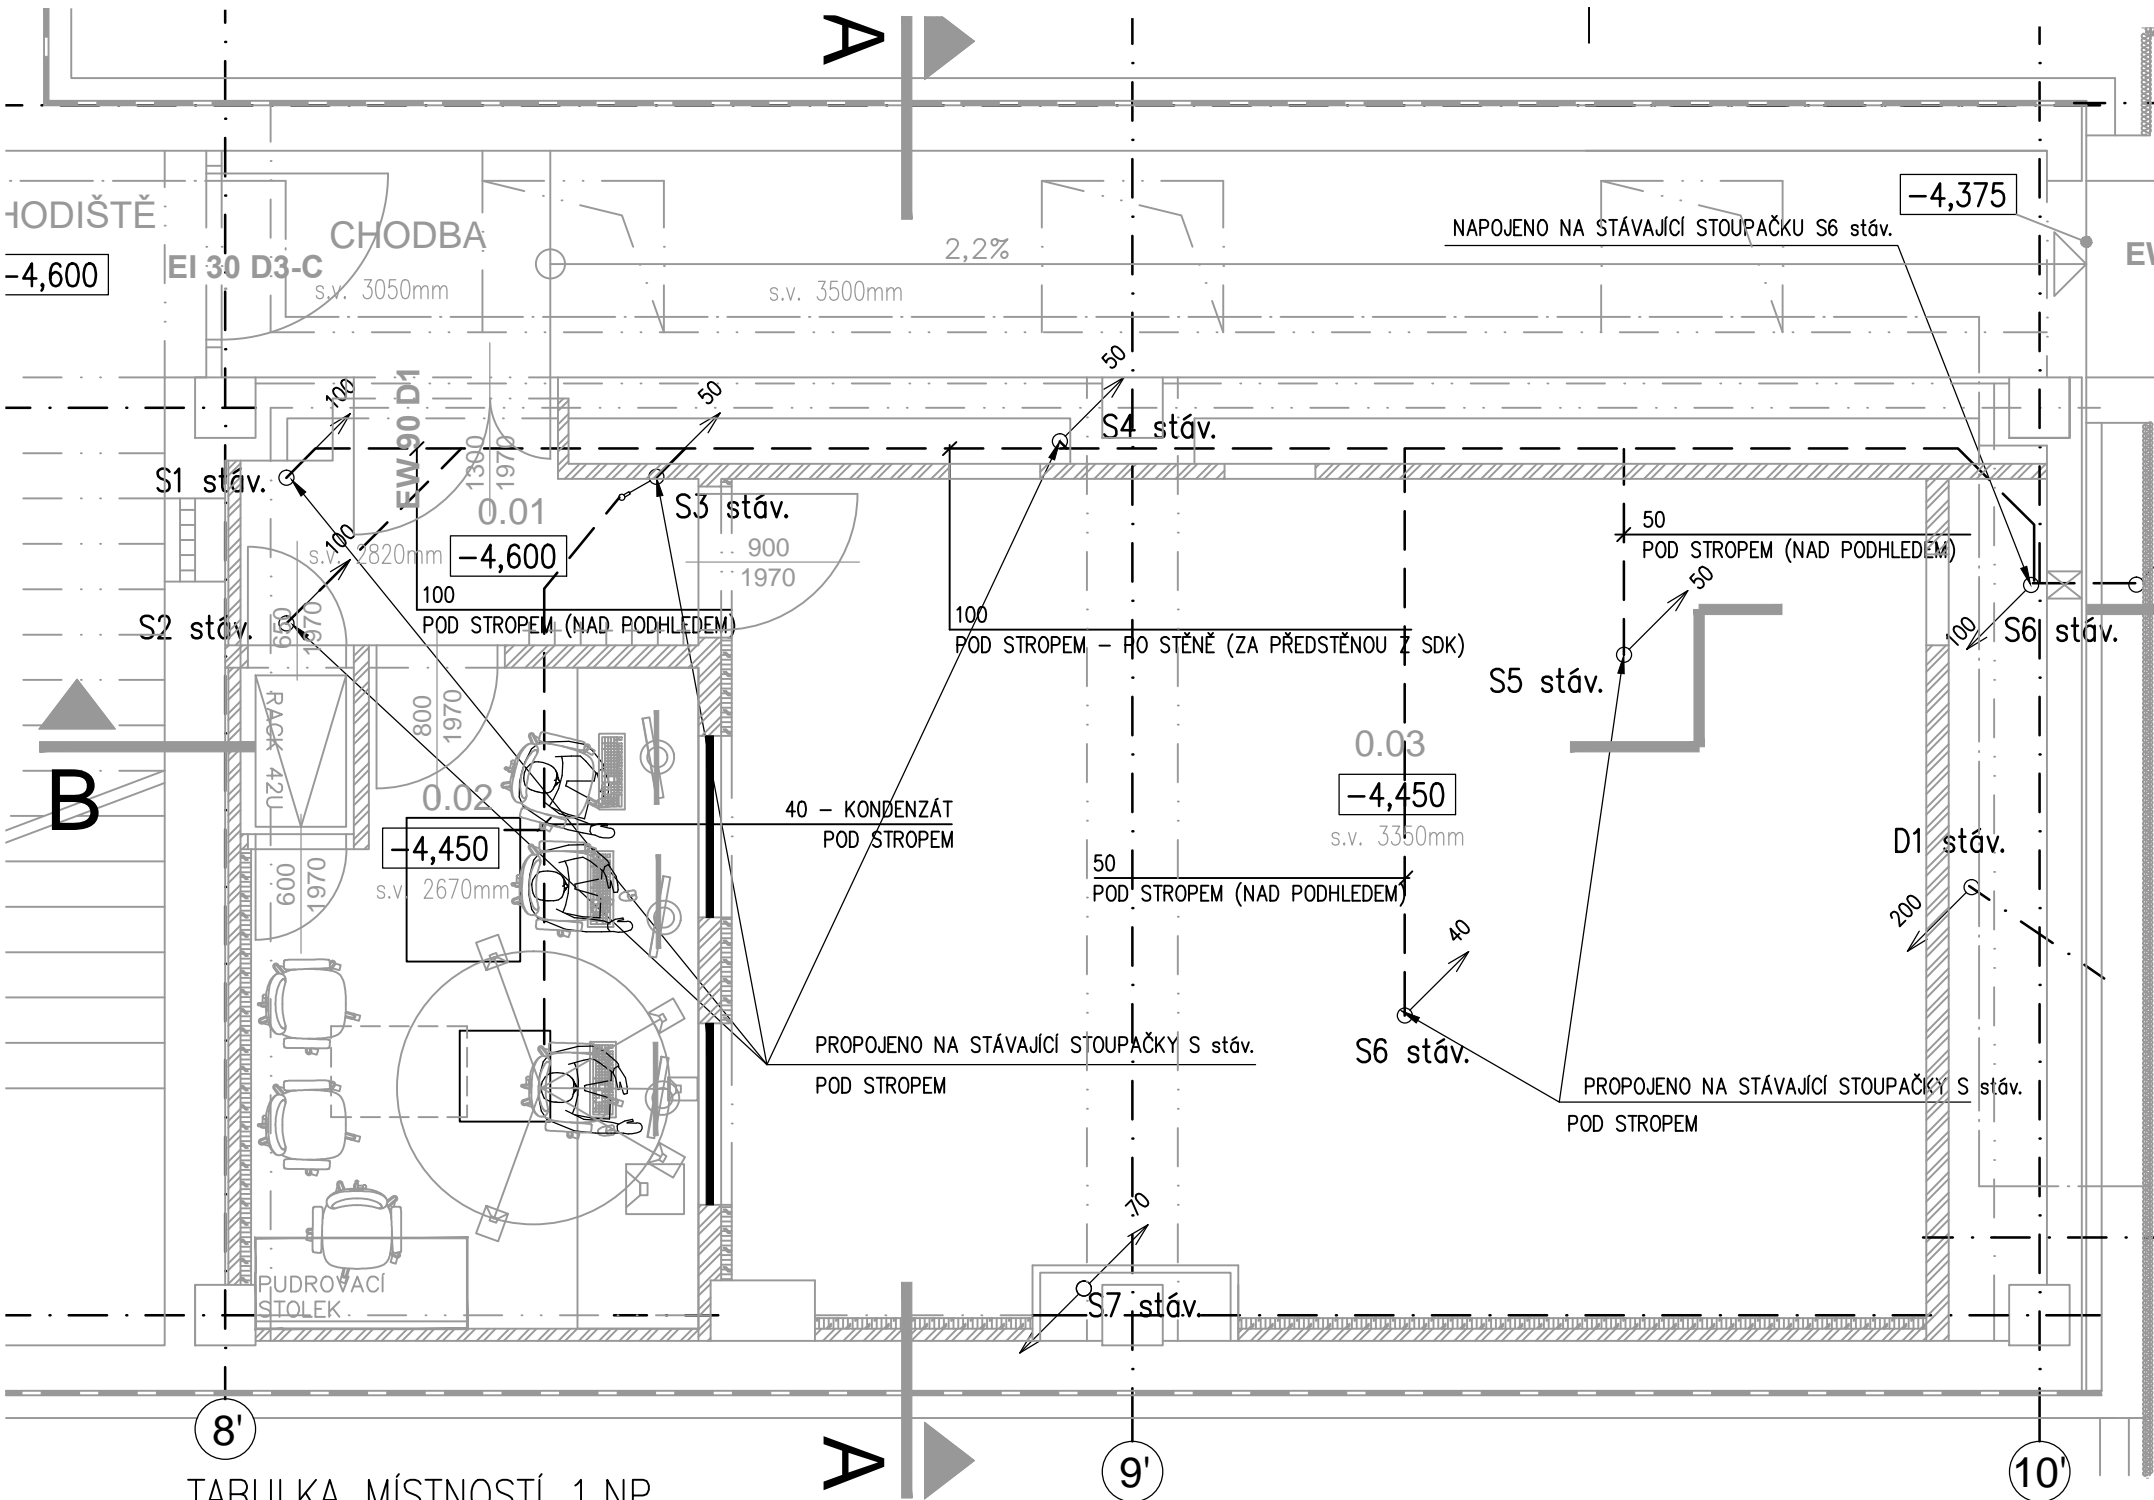 A
-4,375
HODIŠTĚ
CHODBA
NAPOJENO NA STÁVAJÍCÍ STOUPAČKU S6 stáv.
2,2%
-4,600
EI 30 D3-C
s.v. 3050mm
s.v. 3500mm
EW 90 D1
100
50
50
S4 stáv.
1300
1970
S1 stáv.
S3 stáv.
0.01
-4,600
s.v. 2820mm
100
900
1970
50
POD STROPEM (NAD PODHLEDEM)
50
100
POD STROPEM (NAD PODHLEDEM)
100
POD STROPEM – PO STĚNĚ (ZA PŘEDSTĚNOU Z SDK)
S2 stáv.
650
1970
100
S6 stáv.
S5 stáv.
RACK 42U
800
1970
0.03
-4,450
s.v. 3350mm
B
0.02
-4,450
s.v. 2670mm
40 – KONDENZÁT
POD STROPEM
50
POD STROPEM (NAD PODHLEDEM)
D1 stáv.
200
600
1970
40
S6 stáv.
PROPOJENO NA STÁVAJÍCÍ STOUPAČKY S stáv.
POD STROPEM
PROPOJENO NA STÁVAJÍCÍ STOUPAČKY S stáv.
POD STROPEM
70
S7 stáv.
PUDROVACÍ
STOLEK
8'
A
9'
10'
TABULKA MÍSTNOSTÍ 1.NP